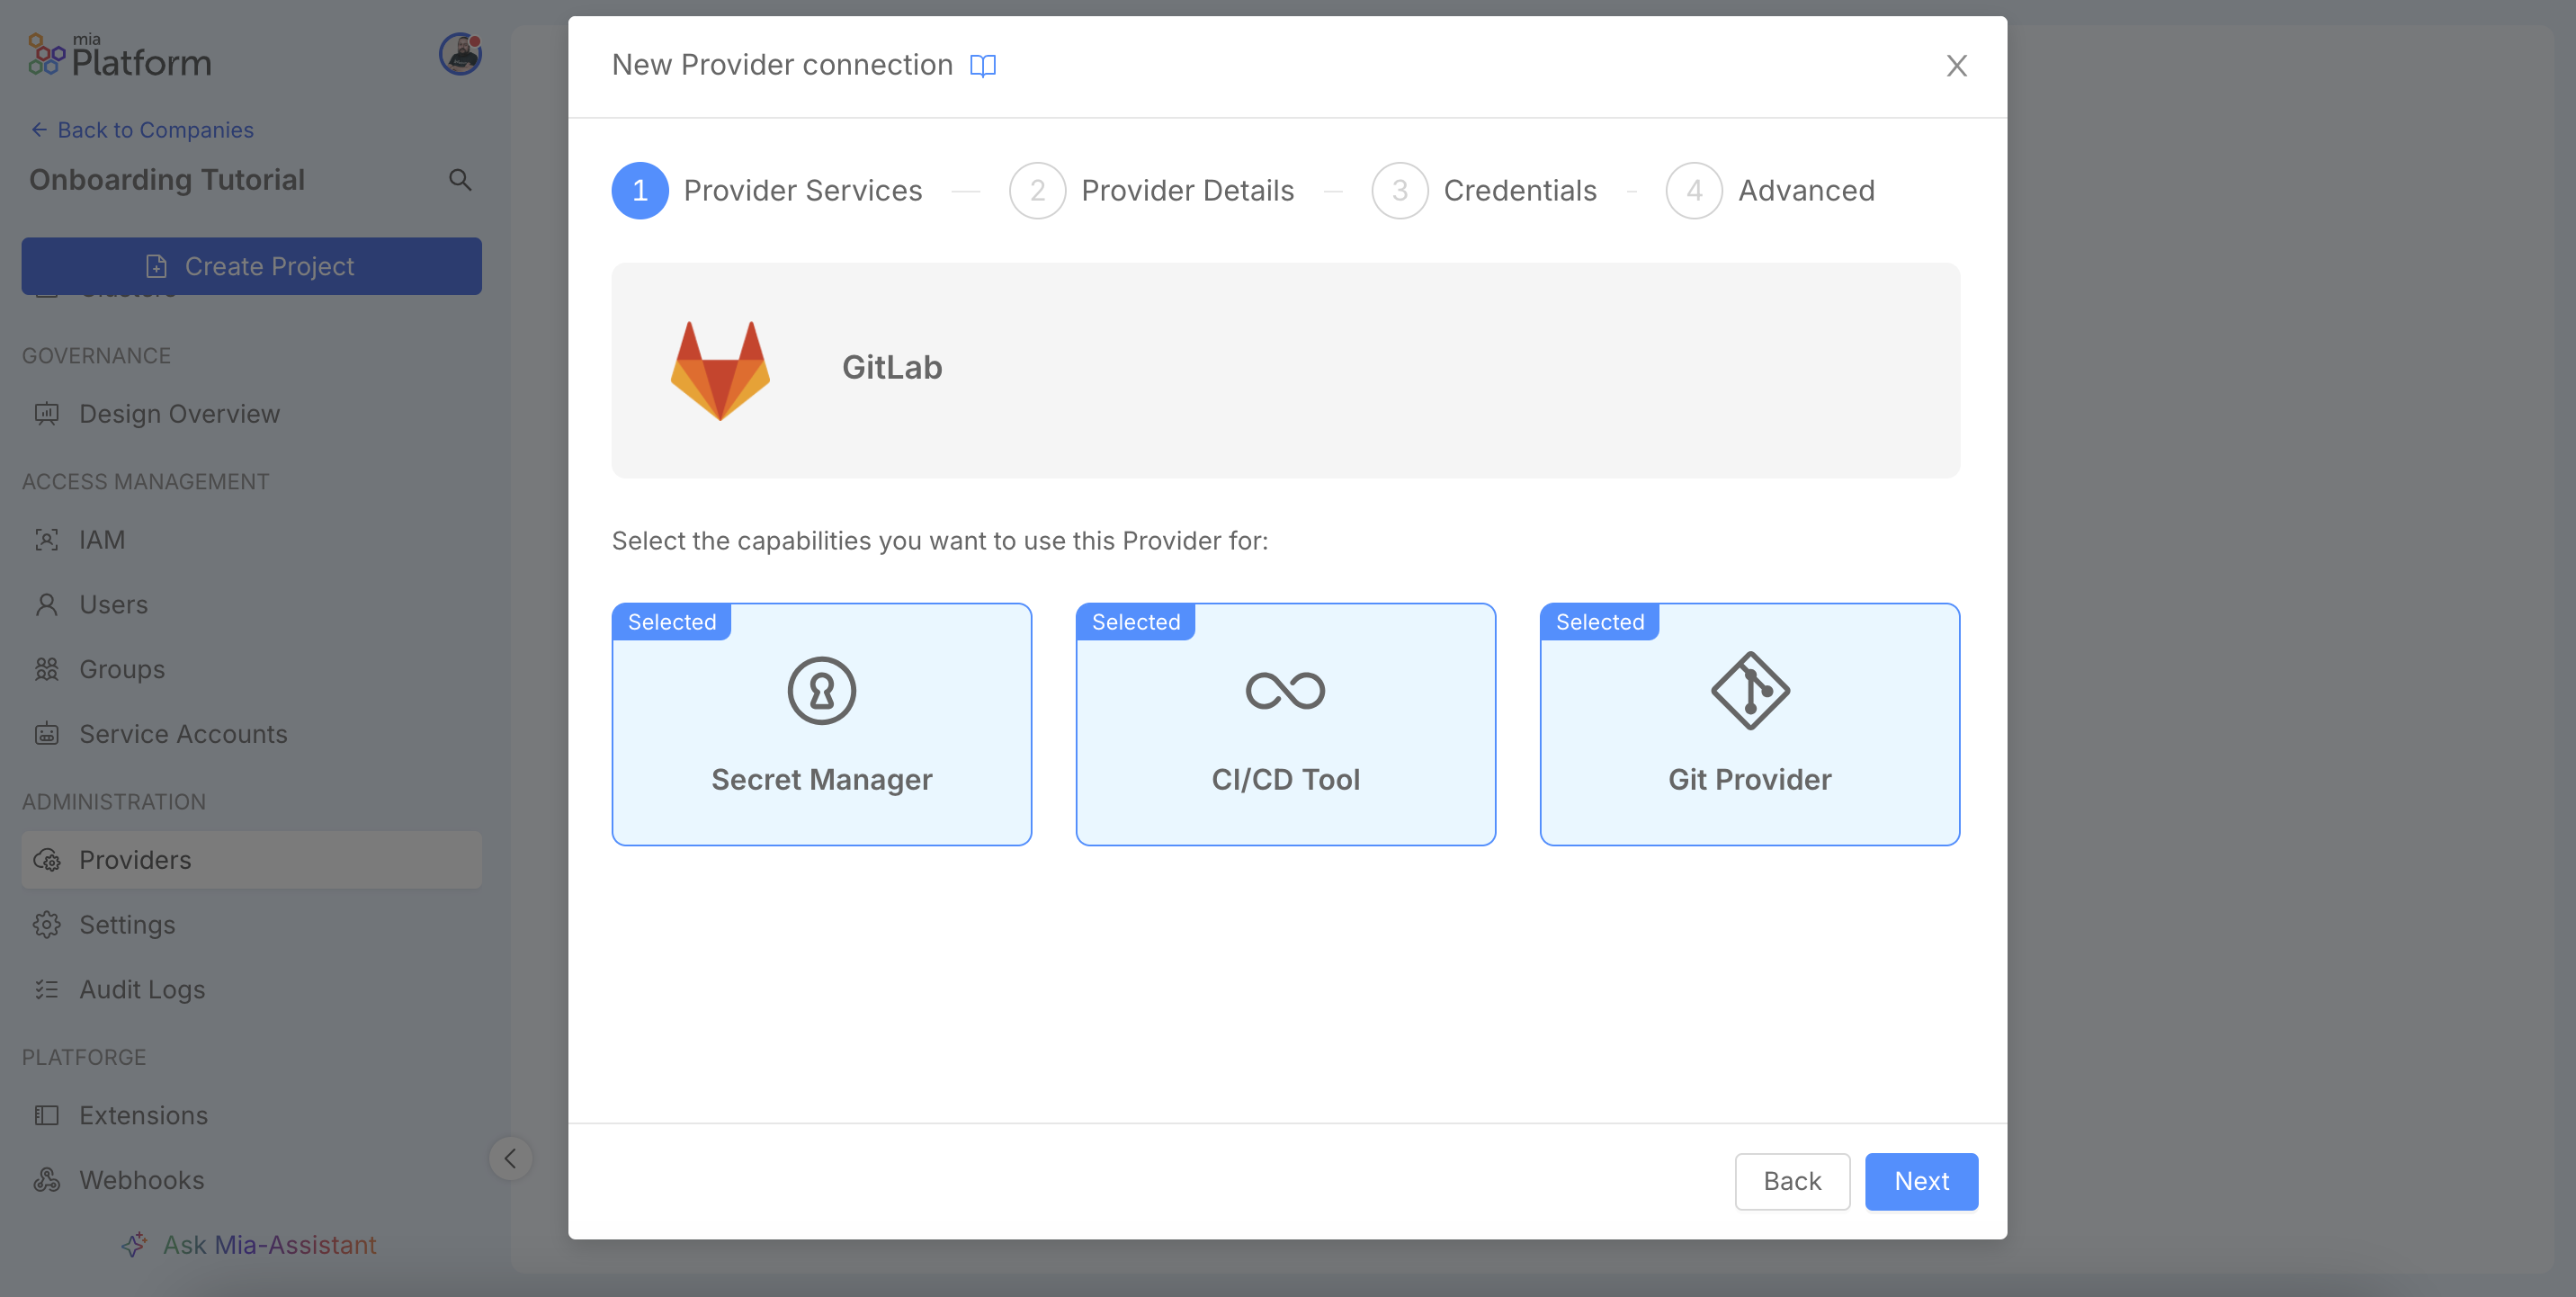 mia
Platform
Back to Companies
Onboarding Tutorial
Create Project
GOVERNANCE
Design Overview
ACCESS MANAGEMENT
IAM
Users
Groups
Service Accounts
ADMINISTRATION
Providers
Settings
Audit Logs
PLATFORGE
Extensions
Webhooks
Ask Mia-Assistant
New Provider connection
1 Provider Services
2 Provider Details
3 Credentials
4 Advanced
GitLab
Select the capabilities you want to use this Provider for:
Selected
Secret Manager
Selected
CI/CD Tool
Selected
Git Provider
Back
Next